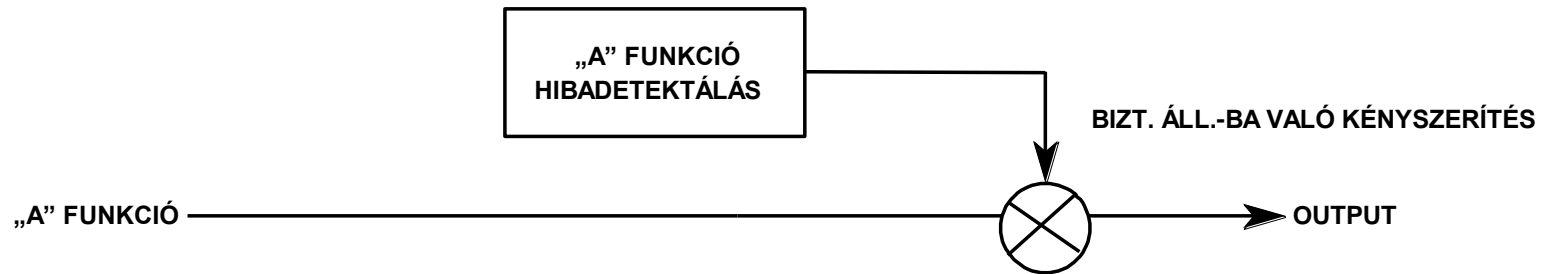 „A” FUNKCIÓ
HIBADETEKTÁLÁS
BIZT. ÁLL.-BA VALÓ KÉNYSZERÍTÉS
„A” FUNKCIÓ
OUTPUT